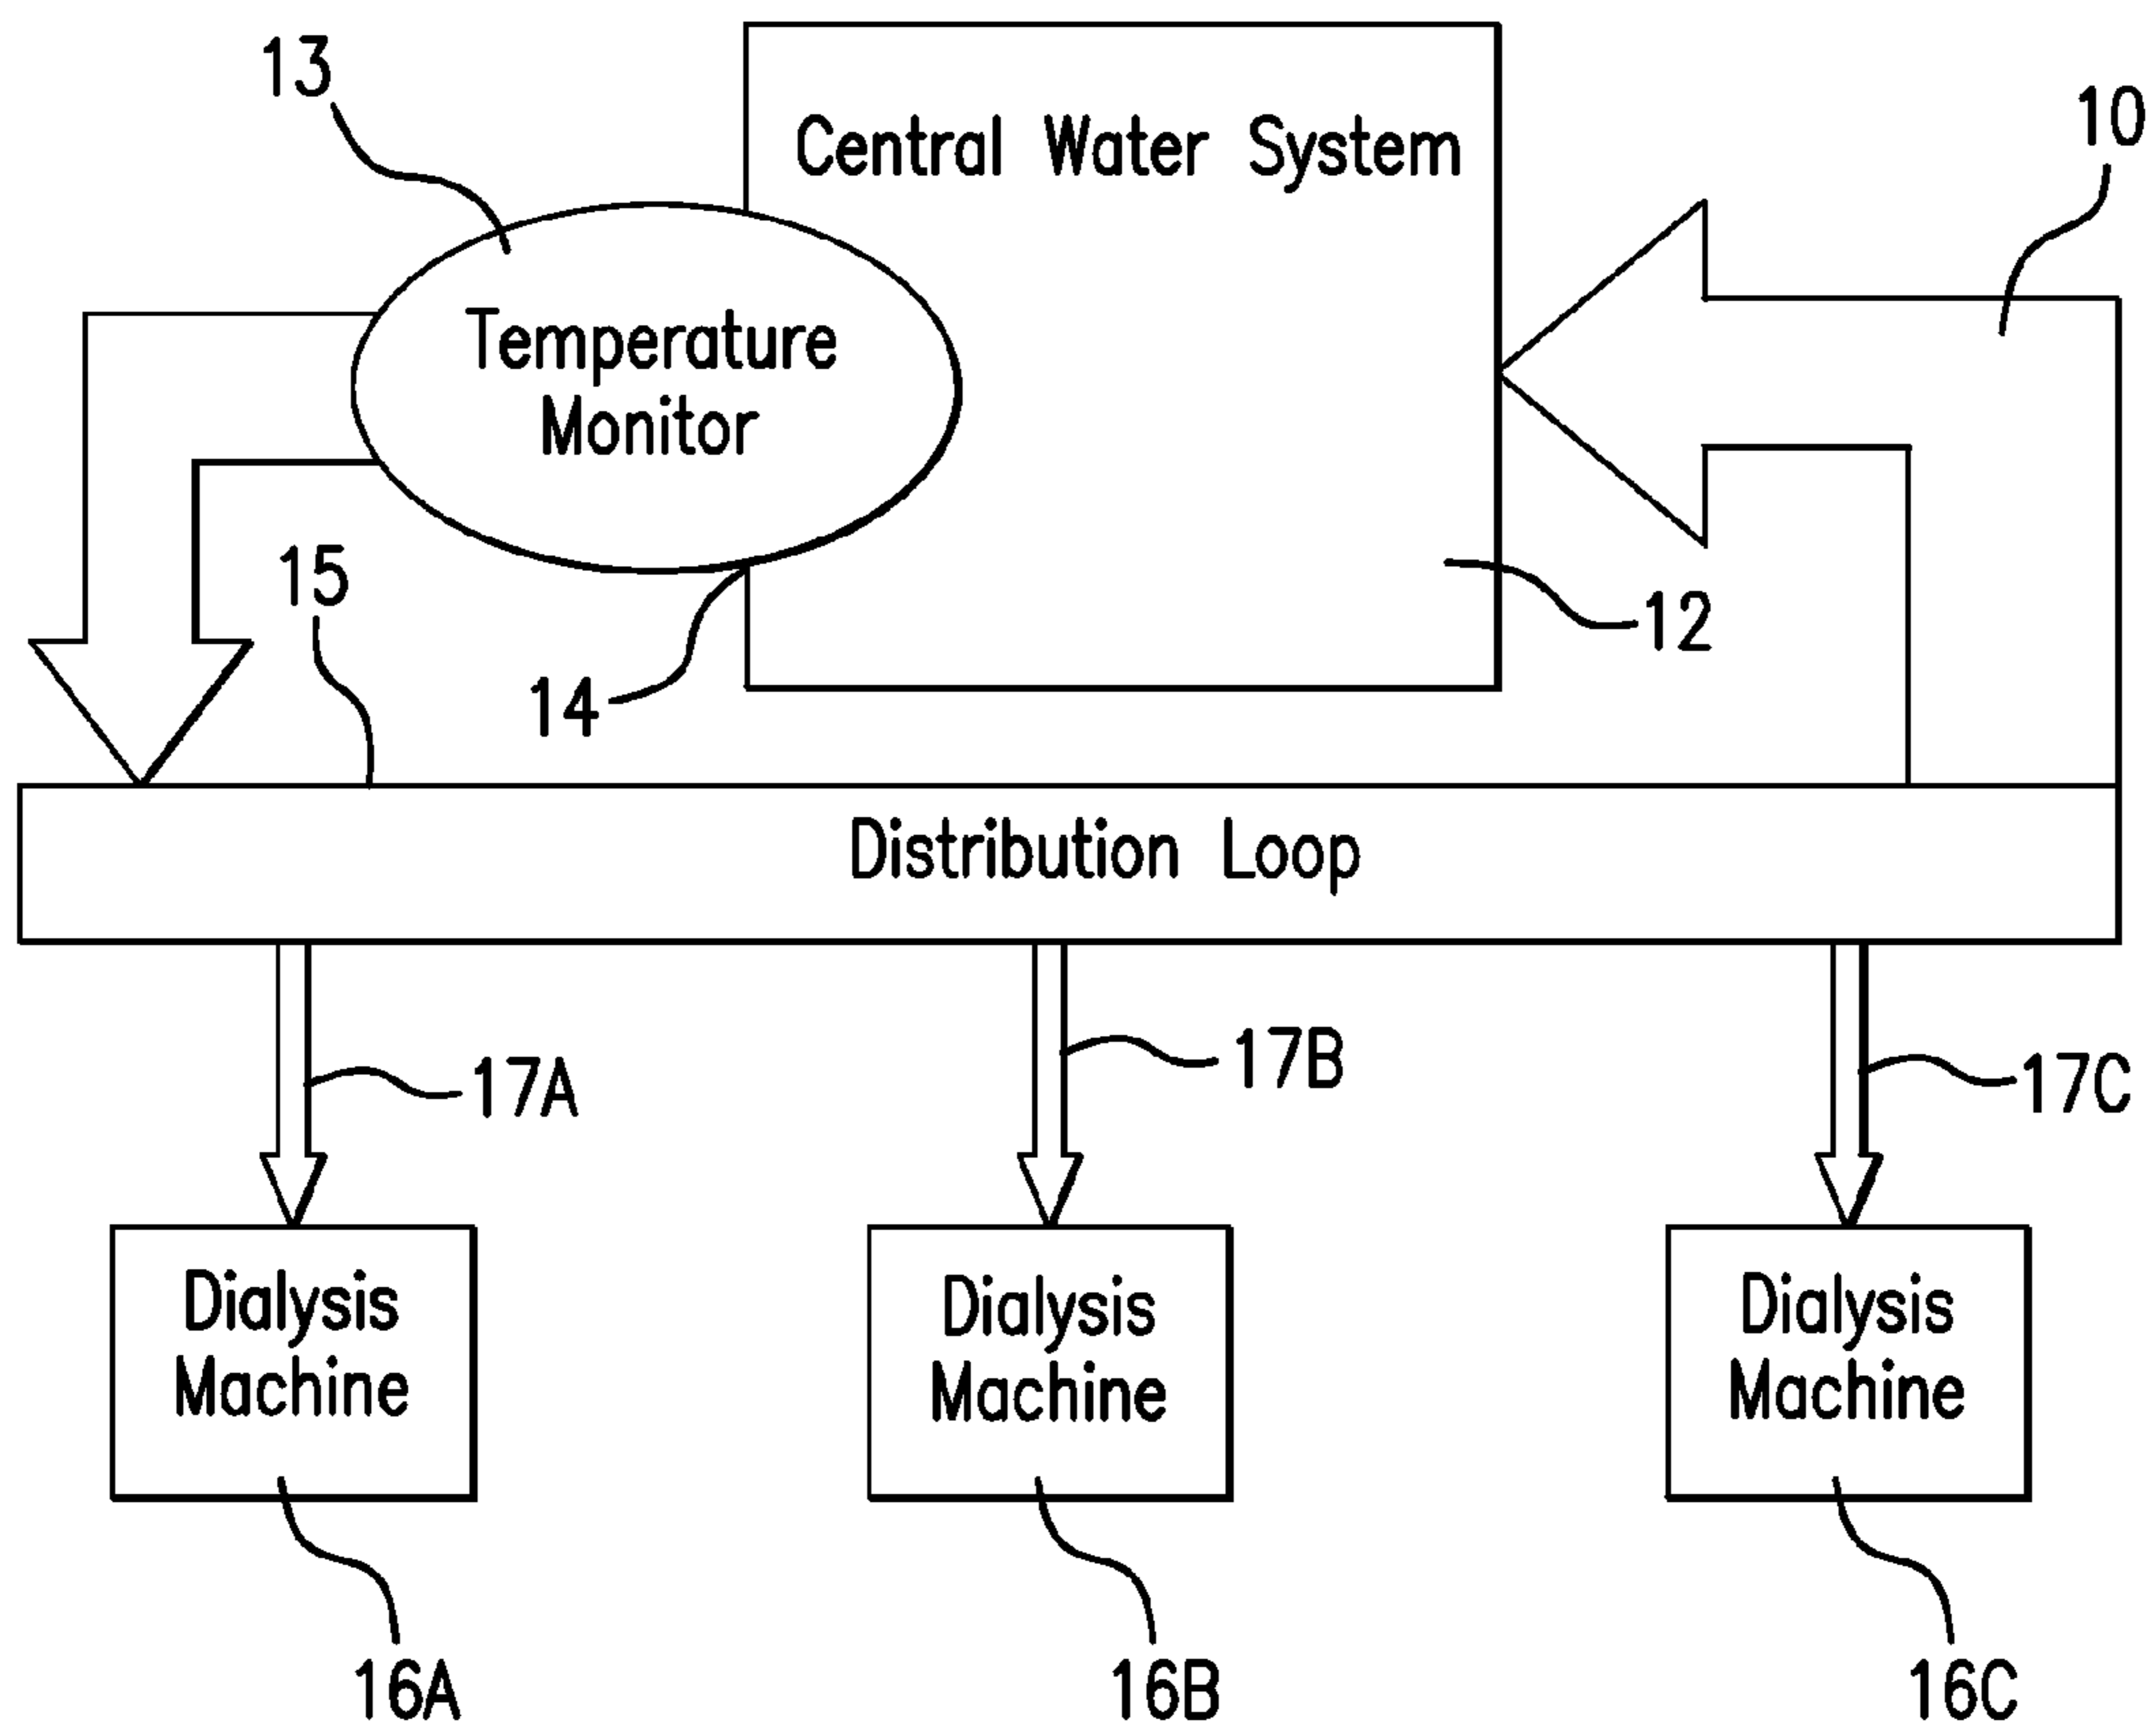 13
Central Water System
10
Temperature
Monitor
15
12
14
Distribution Loop
17A
17B
17C
Dialysis
Machine
Dialysis
Machine
Dialysis
Machine
16A
16B
16C